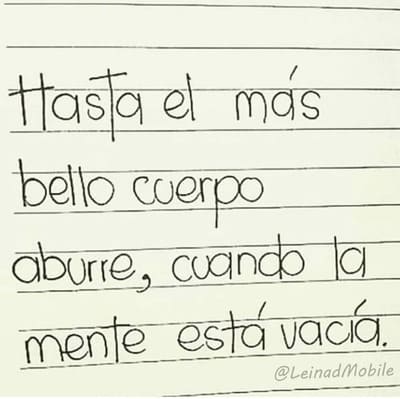 Hasta el más
bello cuerpo
aburre, cuando la
mente está vacía.
@LeinadMobile